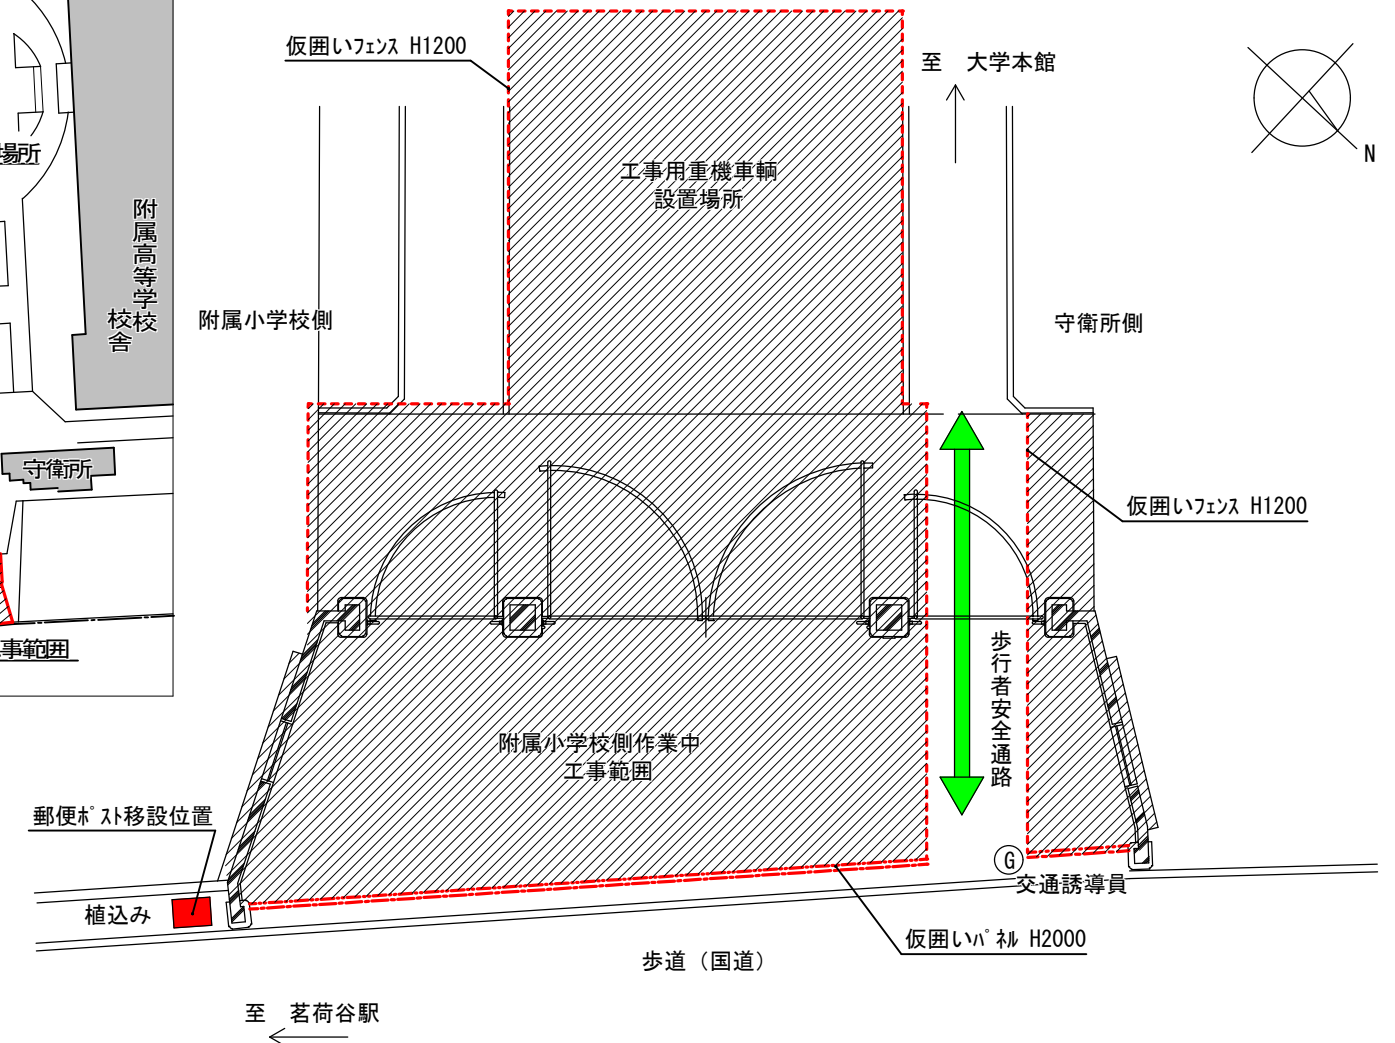 仮囲いフェンス H1200
至 大学本館
N
場所
工事用重機車輌
設置場所
附属高等学校
校舎
附属小学校側
守衛所側
守衛所
仮囲いフェンス H1200
事範囲
歩行者安全通路
附属小学校側作業中
工事範囲
郵便ポスト移設位置
G
交通誘導員
植込み
仮囲いパネル H2000
歩道（国道）
至 茗荷谷駅